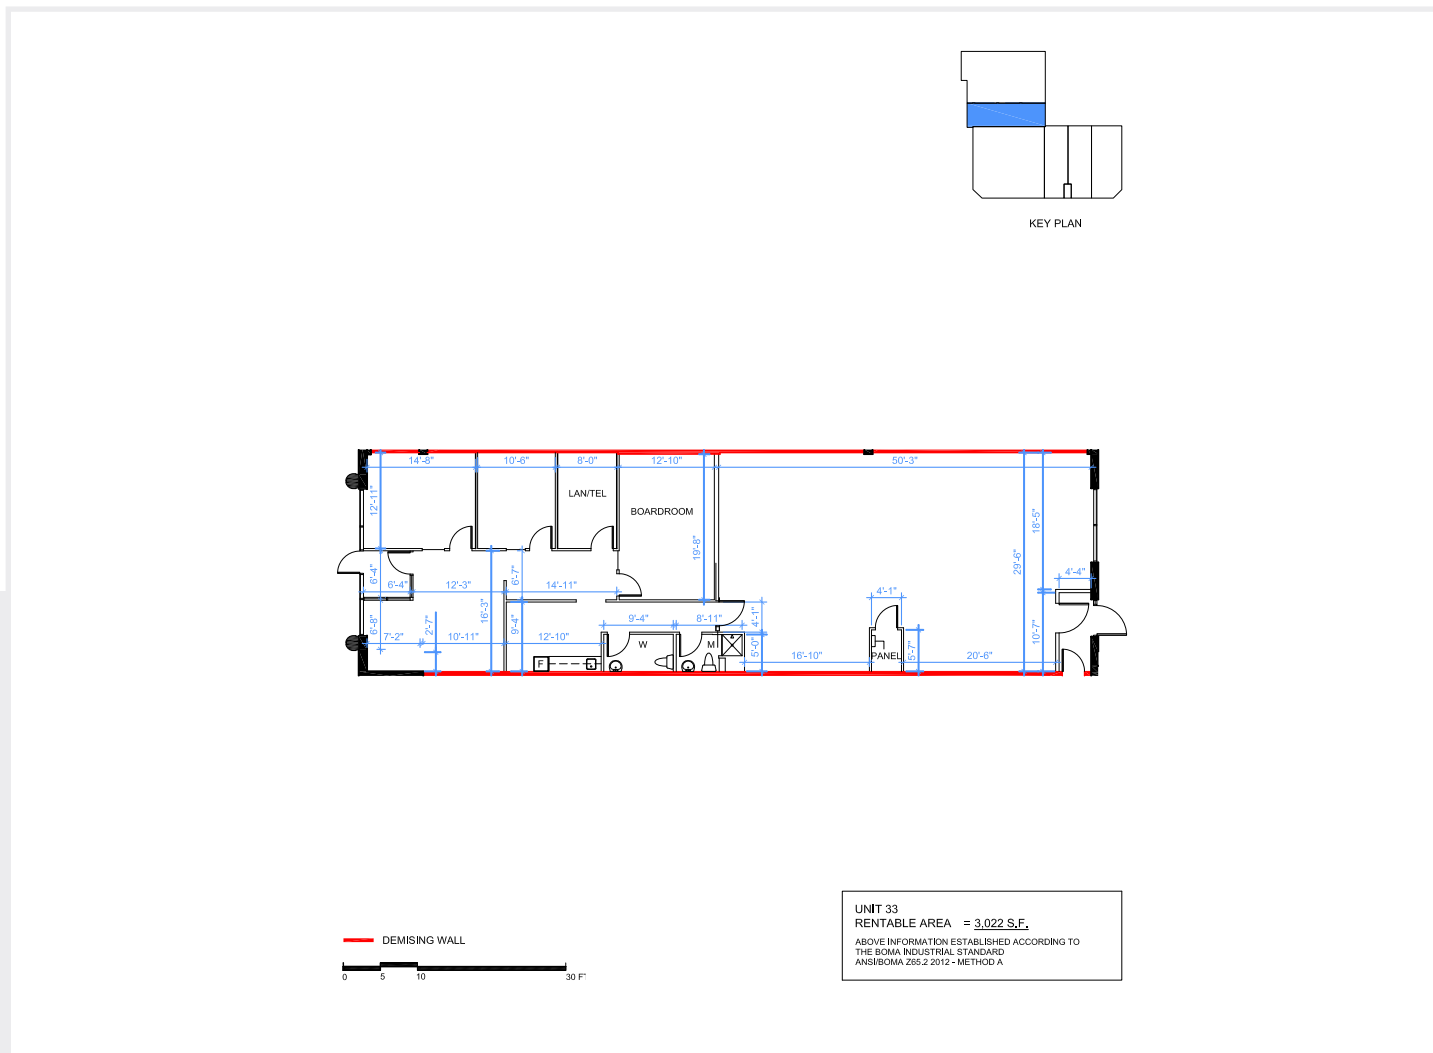 KEY PLAN
14'-8"
10'-6"
8'-0"
12'-10"
50'-3"
12'-11"
LAN/TEL
BOARDROOM
19'-8"
18'-5"
29'-6"
6'-4"
6'-4"
12'-3"
6'-7"
14'-11"
4'-4"
4'-1"
16'-3"
6'-8"
2'-7"
9'-4"
9'-4"
8'-11"
4'-1"
10'-7"
7'-2"
10'-11"
12'-10"
W
M
5'-0"
16'-10"
PANEL
5'-7"
20'-6"
F
UNIT 33
RENTABLE AREA = 3,022 S.F.
ABOVE INFORMATION ESTABLISHED ACCORDING TO
THE BOMA INDUSTRIAL STANDARD
ANSI/BOMA Z65.2 2012 - METHOD A
DEMISING WALL
0 5 10 30 F